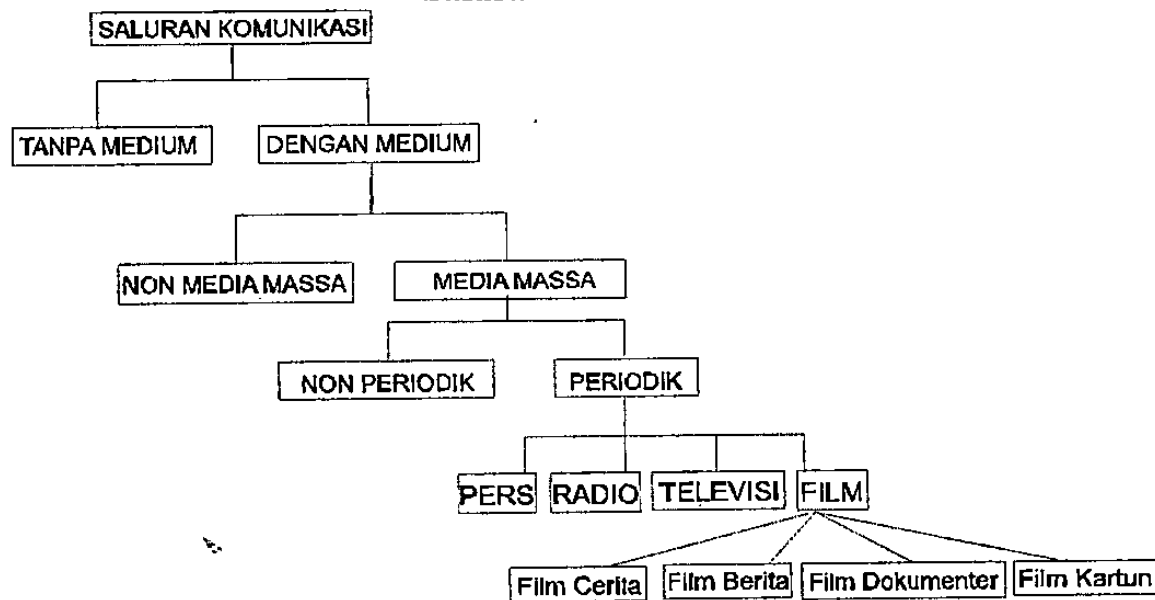 SALURAN KOMUNIKASI
TANPA MEDIUM DENGAN MEDIUM
NON MEDIA MASSA MEDIA MASSA
NON PERIODIK PERIODIK
PERS RADIO TELEVISI FILM
Film Cerita Film Berita Film Dokumenter Film Kartun